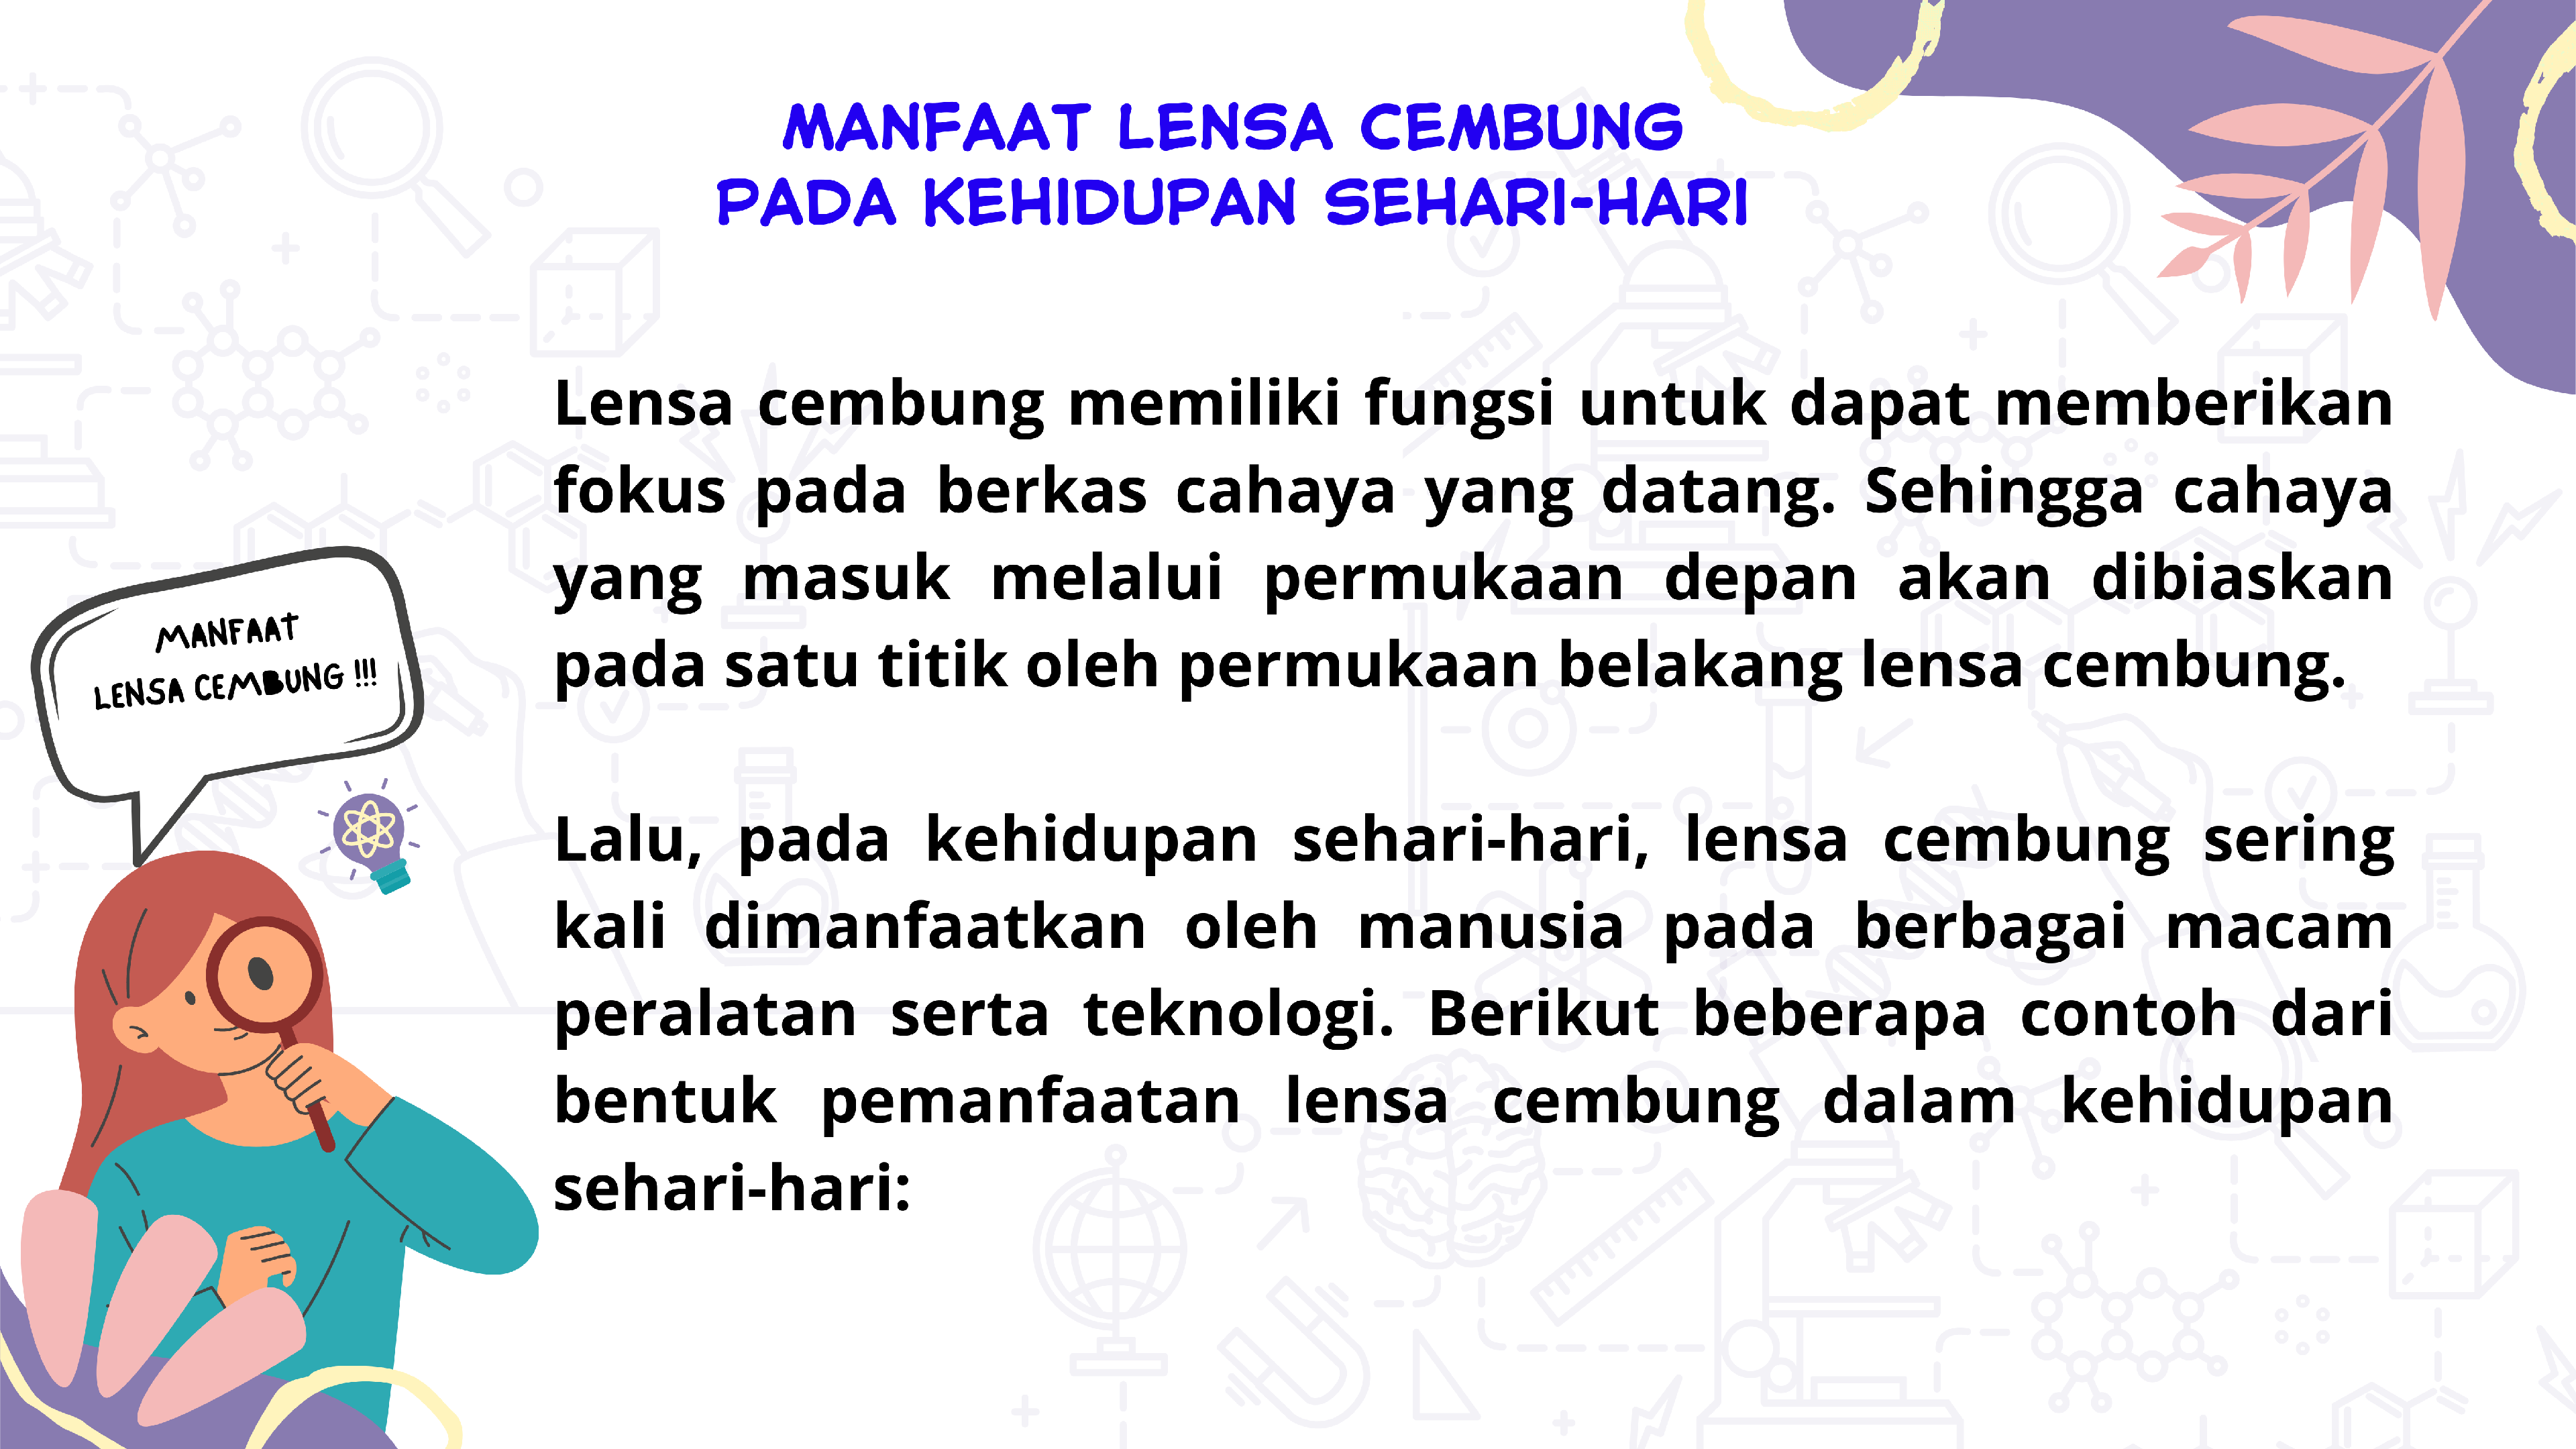 MANFAAT LENSA CEMBUNG
PADA KEHIDUPAN SEHARI-HARI
Lensa cembung memiliki fungsi untuk dapat memberikan
fokus pada berkas cahaya yang datang. Sehingga cahaya
yang masuk melalui permukaan depan akan dibiaskan
pada satu titik oleh permukaan belakang lensa cembung.
MANFAAT
LENSA CEMBUNG !!!
Lalu, pada kehidupan sehari-hari, lensa cembung sering
kali dimanfaatkan oleh manusia pada berbagai macam
peralatan serta teknologi. Berikut beberapa contoh dari
bentuk pemanfaatan lensa cembung dalam kehidupan
sehari-hari: